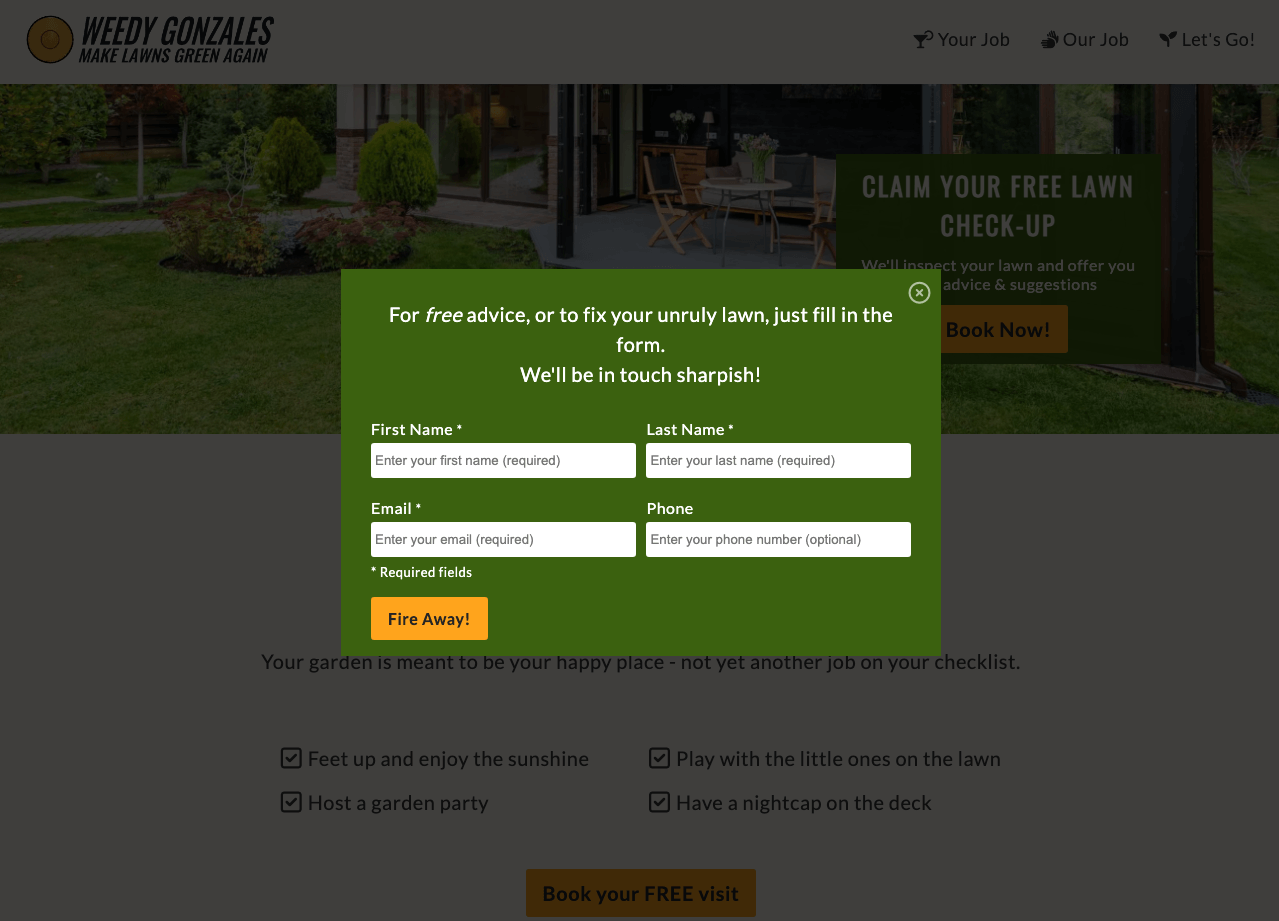 WEEDY GONZALES
MAKE LAWNS GREEN AGAIN
Your Job
Our Job
Let's Go!
CLAIM YOUR FREE LAWN
CHECK-UP
We'll inspect your lawn and offer you
advice & suggestions
Book Now!
For free advice, or to fix your unruly lawn, just fill in the
form.
We'll be in touch sharpish!
First Name *
Last Name *
Enter your first name (required)
Enter your last name (required)
Email *
Phone
Enter your email (required)
Enter your phone number (optional)
* Required fields
Fire Away!
Your garden is meant to be your happy place - not yet another job on your checklist.
Feet up and enjoy the sunshine
Play with the little ones on the lawn
Host a garden party
Have a nightcap on the deck
Book your FREE visit